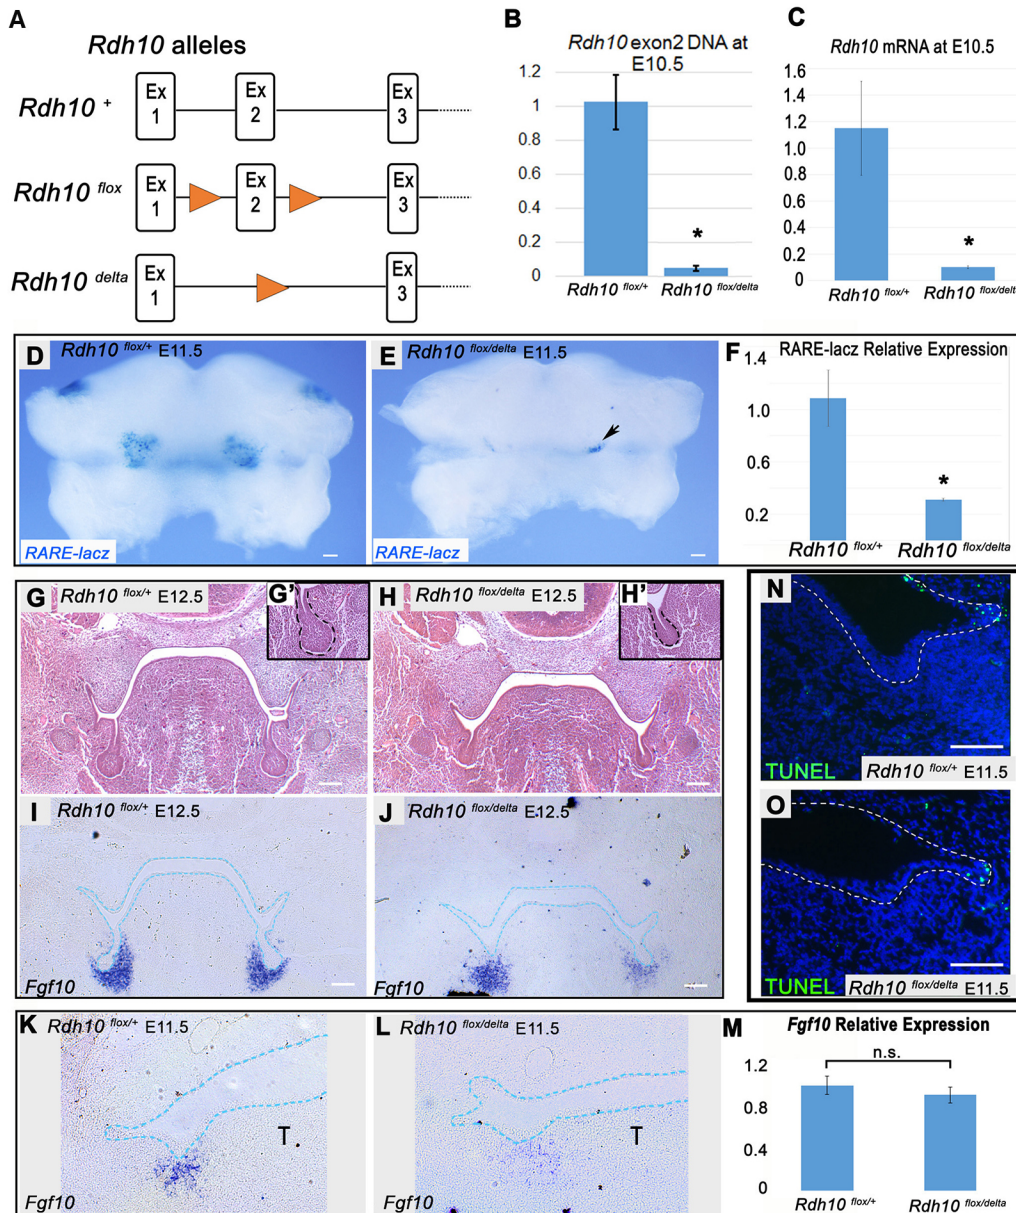 A
Rdh10 alleles
Rdh10 +
Ex 1
Ex 2
Ex 3
Rdh10 flox
Ex 1
Ex 2
Ex 3
Rdh10 delta
Ex 1
Ex 3
B
Rdh10 exon2 DNA at
E10.5
1.2
1
0.8
0.6
0.4
0.2
0
*
Rdh10 flox/+
Rdh10 flox/delta
C
Rdh10 mRNA at E10.5
1.6
1.4
1.2
1.0
0.8
0.6
0.4
0.2
0
*
Rdh10 flox/+
Rdh10 flox/delta
D
Rdh10 flox/+ E11.5
RARE-lacz
E
Rdh10 flox/delta E11.5
RARE-lacz
F
RARE-lacz Relative Expression
1.4
1.0
0.6
0.2
*
Rdh10 flox/+
Rdh10 flox/delta
G
Rdh10 flox/+ E12.5
G'
H
Rdh10 flox/delta E12.5
H'
I
Rdh10 flox/+ E12.5
Fgf10
J
Rdh10 flox/delta E12.5
Fgf10
N
TUNEL
Rdh10 flox/+ E11.5
O
TUNEL
Rdh10 flox/delta E11.5
K
Rdh10 flox/+ E11.5
T
Fgf10
L
Rdh10 flox/delta E11.5
T
Fgf10
M
Fgf10 Relative Expression
n.s.
1.2
0.8
0.4
0
Rdh10 flox/+
Rdh10 flox/delta